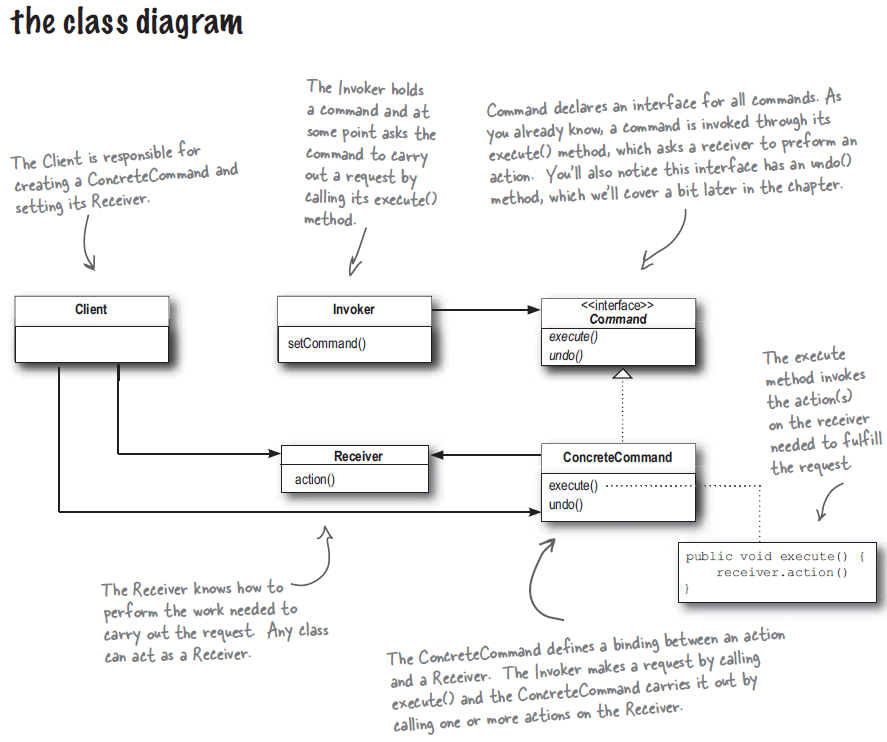 the class diagram
The Client is responsible for
creating a ConcreteCommand and
setting its Receiver.
The Invoker holds
a command and at
some point asks the
command to carry
out a request by
calling its execute()
method.
Command declares an interface for all commands. As
you already know, a command is invoked through its
execute() method, which asks a receiver to preform an
action. You'll also notice this interface has an undo()
method, which we'll cover a bit later in the chapter.
Client
Invoker
setCommand()
<<interface>>
Command
execute()
undo()
The execute
method invokes
the action(s)
on the receiver
needed to fulfill
the request.
Receiver
action()
ConcreteCommand
execute()
undo()
public void execute() {
receiver.action()
}
The Receiver knows how to
perform the work needed to
carry out the request. Any class
can act as a Receiver.
The ConcreteCommand defines a binding between an action
and a Receiver. The Invoker makes a request by calling
execute() and the ConcreteCommand carries it out by
calling one or more actions on the Receiver.